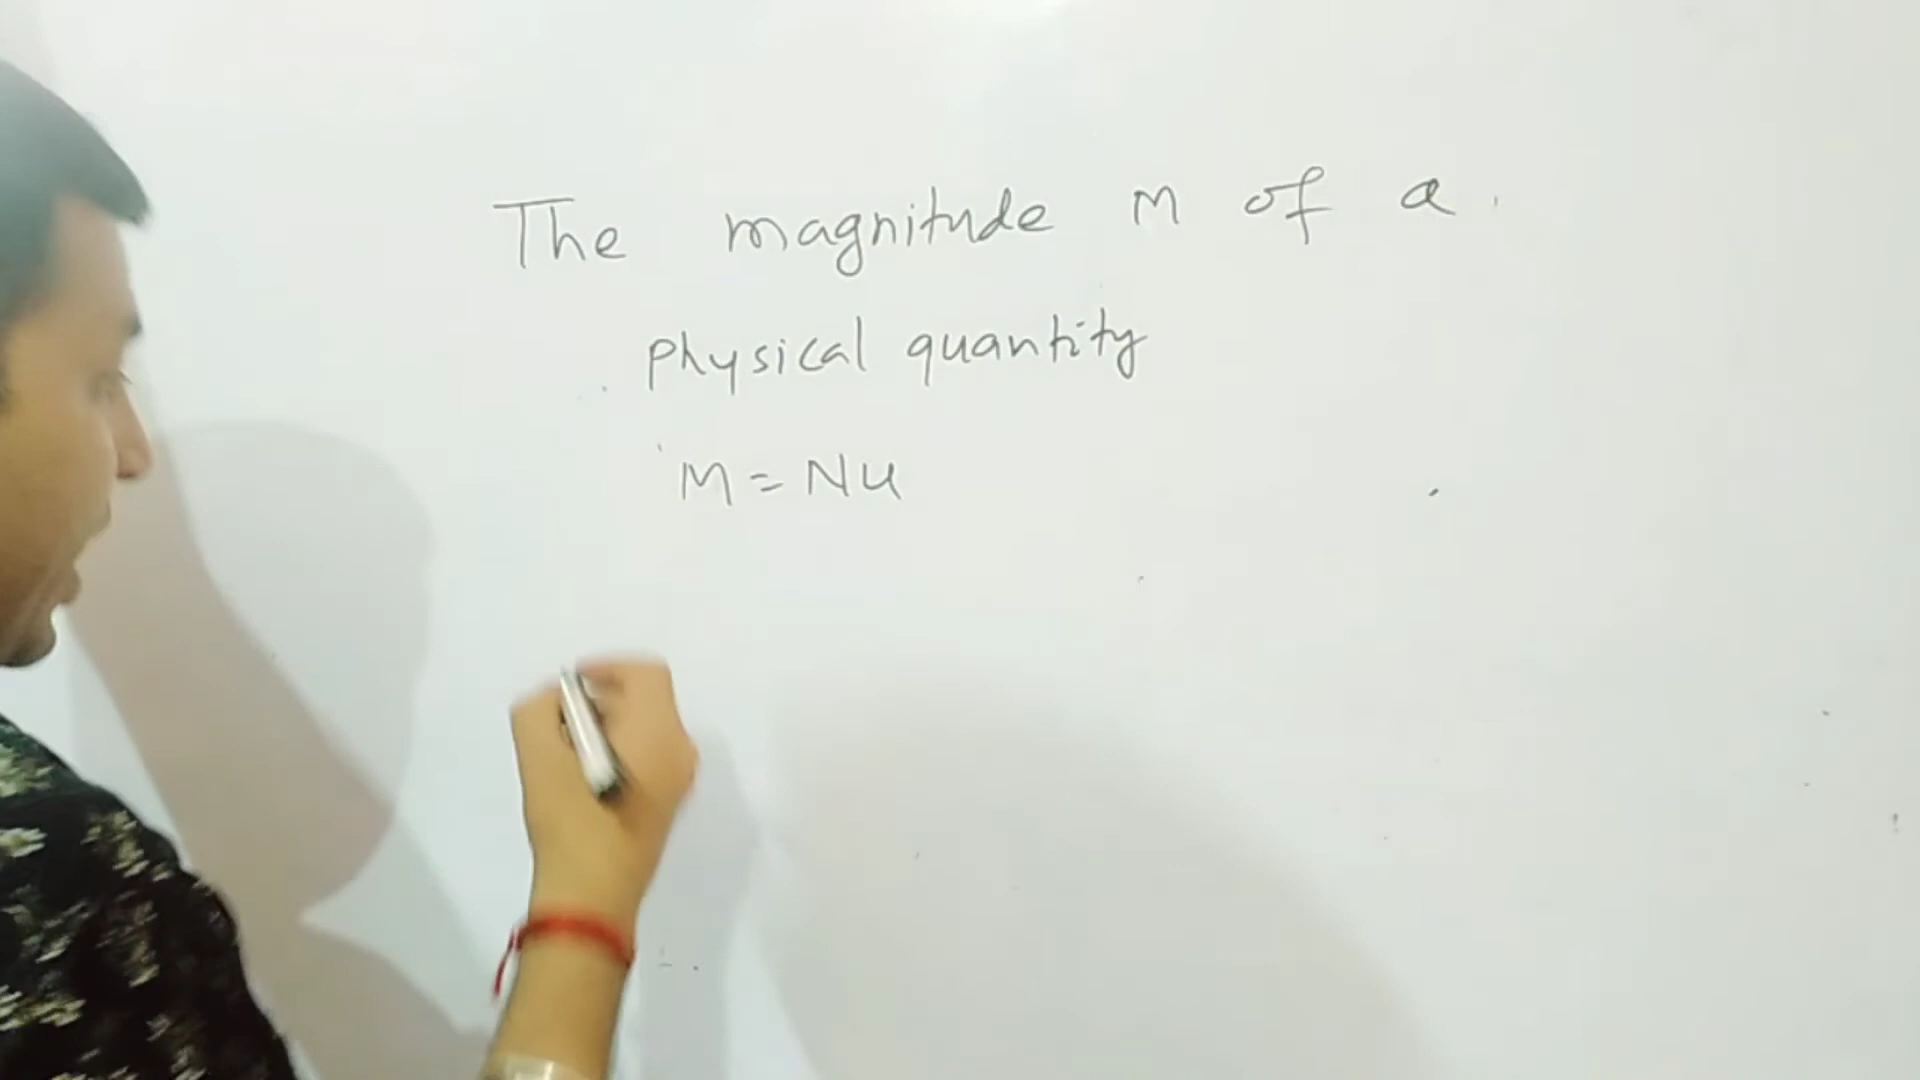 The magnitude M of a
physical quantity
M = Nu